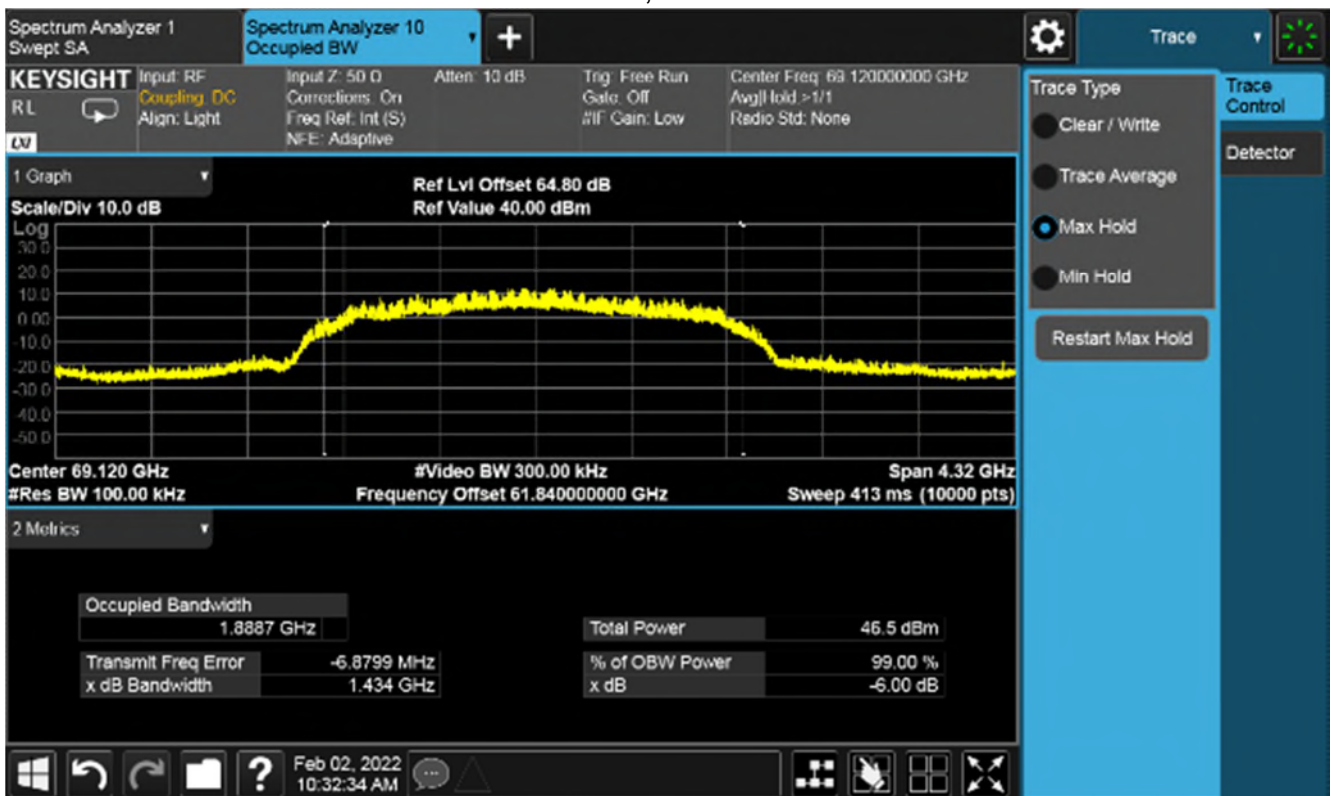 Spectrum Analyzer 1
Swept SA
Spectrum Analyzer 10
Occupied BW
Trace
KEYSIGHT
RL
LXI
Input: RF
Coupling: DC
Align: Light
Input Z: 50 Ω
Corrections: On
Freq Ref: Int (S)
NFE: Adaptive
Atten: 10 dB
Trig: Free Run
Gate: Off
#IF Gain: Low
Center Freq: 69.120000000 GHz
Avg|Hold:>1/1
Radio Std: None
Trace Type
Clear / Write
Trace Average
Max Hold
Min Hold
Restart Max Hold
Trace
Control
Detector
1 Graph
Scale/Div 10.0 dB
Ref Lvl Offset 64.80 dB
Ref Value 40.00 dBm
Log
30.0
20.0
10.0
0.00
-10.0
-20.0
-30.0
-40.0
-50.0
Center 69.120 GHz
#Video BW 300.00 kHz
Span 4.32 GHz
#Res BW 100.00 kHz
Frequency Offset 61.840000000 GHz
Sweep 413 ms (10000 pts)
2 Metrics
Occupied Bandwidth
1.8887 GHz
Total Power 46.5 dBm
Transmit Freq Error -6.8799 MHz
% of OBW Power 99.00 %
x dB Bandwidth 1.434 GHz
x dB -6.00 dB
?
Feb 02, 2022
10:32:34 AM